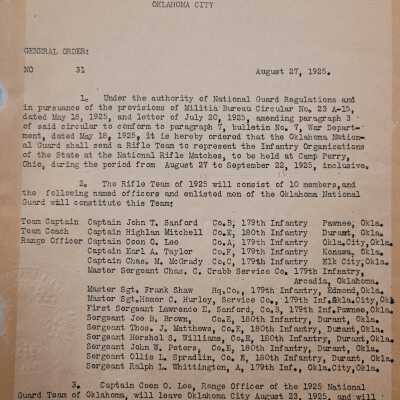 OKLAHOMA CITY
GENERAL ORDER:
NO 31 August 27, 1925.
1. Under the authority of National Guard Regulations and
in pursuance of the provisions of Militia Bureau Circular No. 23 A-15,
dated May 18, 1925, and letter of July 20, 1925, amending paragraph 3
of said circular to conform to paragraph 7, bulletin No. 7, War Depart-
ment, dated May 18, 1925, it is hereby ordered that the Oklahoma Nation-
al Guard shall send a Rifle Team to represent the Infantry Organizations
of the State at the National Rifle Matches, to be held at Camp Perry,
Ohio, during the period from August 27 to September 22, 1925, inclusive.
2. The Rifle Team of 1925 will consist of 10 members, and
the following named officers and enlisted men of the Oklahoma National
Guard will constitute this Team:
Team Captain Captain John T. Sanford Co.B, 179th Infantry Pawnee, Okla.
Team Coach Captain Highlan Mitchell Co.E, 180th Infantry Durant, Okla.
Range Officer Captain Coen O. Lee Co.A, 179th Infantry Okla.City,Okla.
Captain Earl A. Taylor Co.F, 179th Infantry Konawa, Okla.
Captain Chas. M. McGrady Co.C, 179th Infantry Elk City,Okla.
Master Sergeant Chas, C. Crabb Service Co. 179th Infantry,
Arcadia, Oklahoma.
Master Sgt. Frank Shaw Hq.Co., 179th Infantry, Edmond,Okla.
Master Sgt.Homer C. Hurley, Service Co., 179th Inf.Okla.City,Okl
First Sergeant Lawrence E. Sanford, Co.B, 179th Inf.Pawnee,Okla.
Sergeant Joe B. Brown, Co.E, 180th Infantry, Durant, Okla.
Sergeant Thos. J. Matthews, Co.E, 180th Infantry, Durant,Okla.
Sergeant Hershol S. Williams, Co.E, 180th Infantry, Durant,Okla.
Sergeant John W. Peters, Co.E, 180th Infantry, Durant, Okla.
Sergeant Ollie L. Spradlin, Co. E, 180th Infantry, Durant, Okla.
Sergeant Ralph L. Whittington, A, 179th Inf., Okla.City,Okla.
3. Captain Coen O. Lee, Range Officer of the 1925 National
Guard Team of Oklahoma, will leave Oklahoma City August 23, 1925, and will